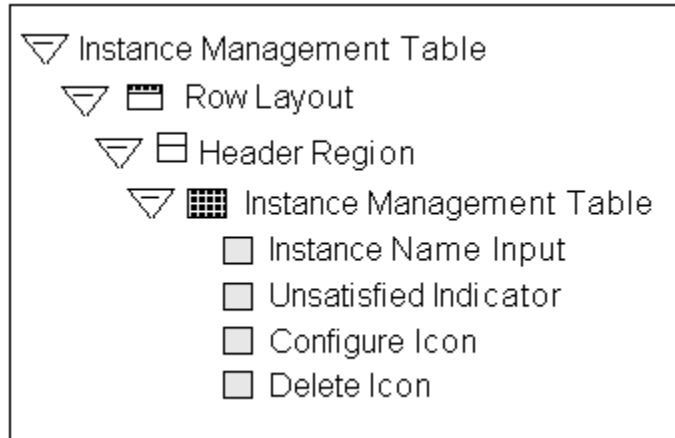 Instance Management Table
Row Layout
Header Region
Instance Management Table
Instance Name Input
Unsatisfied Indicator
Configure Icon
Delete Icon